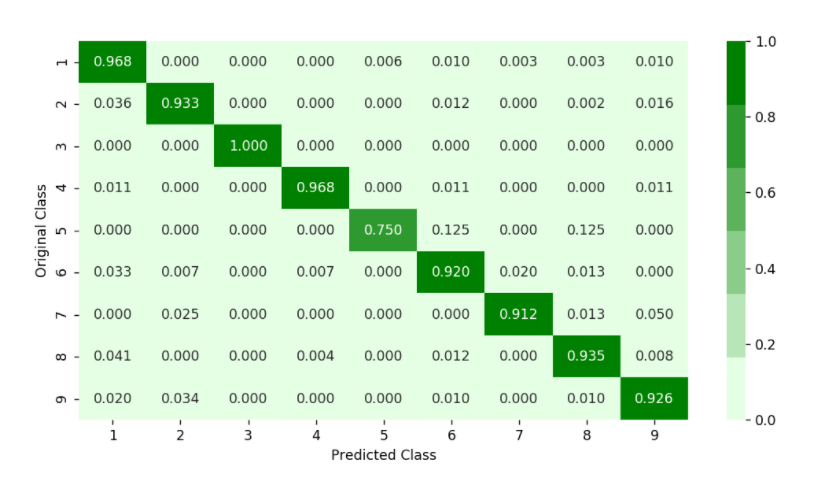 1 0.968 0.000 0.000 0.000 0.006 0.010 0.003 0.003 0.010
2 0.036 0.933 0.000 0.000 0.000 0.012 0.000 0.002 0.016
3 0.000 0.000 1.000 0.000 0.000 0.000 0.000 0.000 0.000
4 0.011 0.000 0.000 0.968 0.000 0.011 0.000 0.000 0.011
5 0.000 0.000 0.000 0.000 0.750 0.125 0.000 0.125 0.000
6 0.033 0.007 0.000 0.007 0.000 0.920 0.020 0.013 0.000
7 0.000 0.025 0.000 0.000 0.000 0.000 0.912 0.013 0.050
8 0.041 0.000 0.000 0.004 0.000 0.012 0.000 0.935 0.008
9 0.020 0.034 0.000 0.000 0.000 0.010 0.000 0.010 0.926
1 2 3 4 5 6 7 8 9
Predicted Class
Original Class
1.0
0.8
0.6
0.4
0.2
0.0